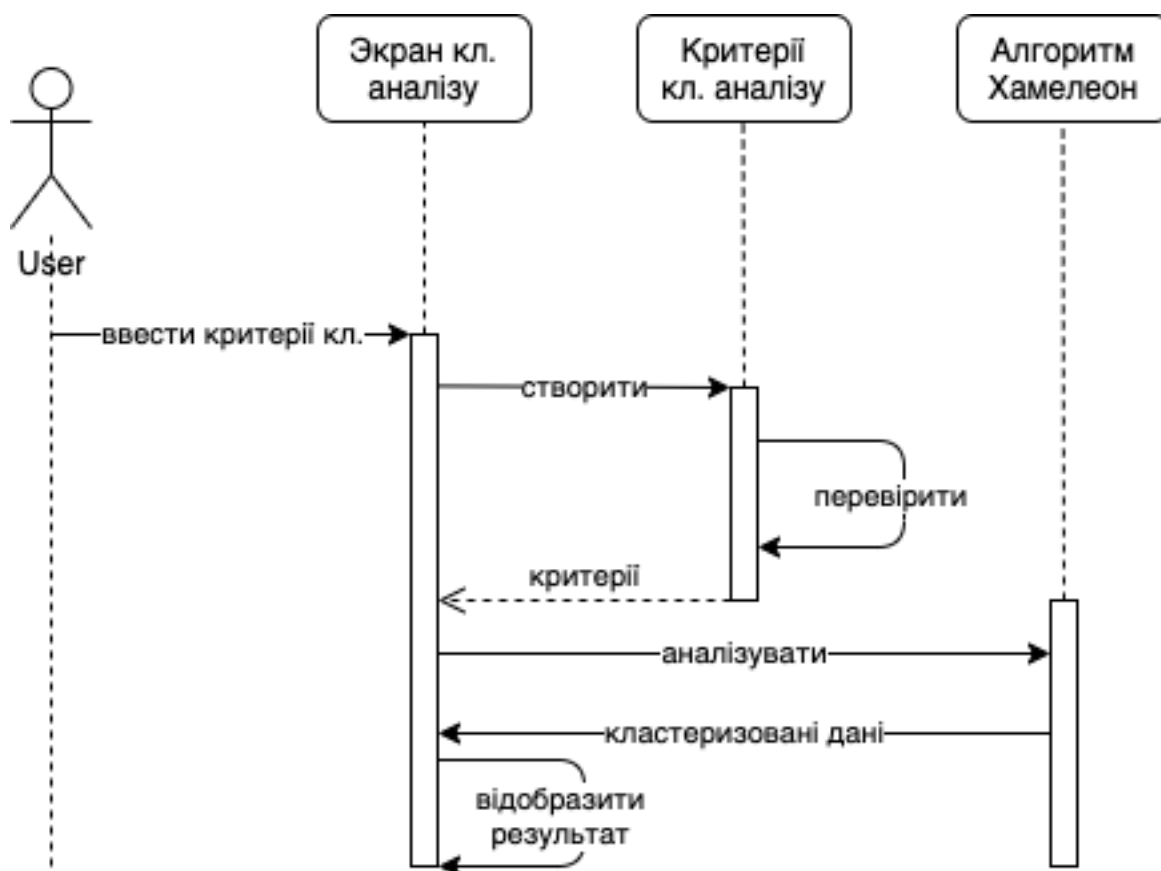 Экран кл.
аналізу
Критерії
кл. аналізу
Алгоритм
Хамелеон
User
ввести критерії кл.
створити
перевірити
критерії
аналізувати
кластеризовані дані
відобразити
результат